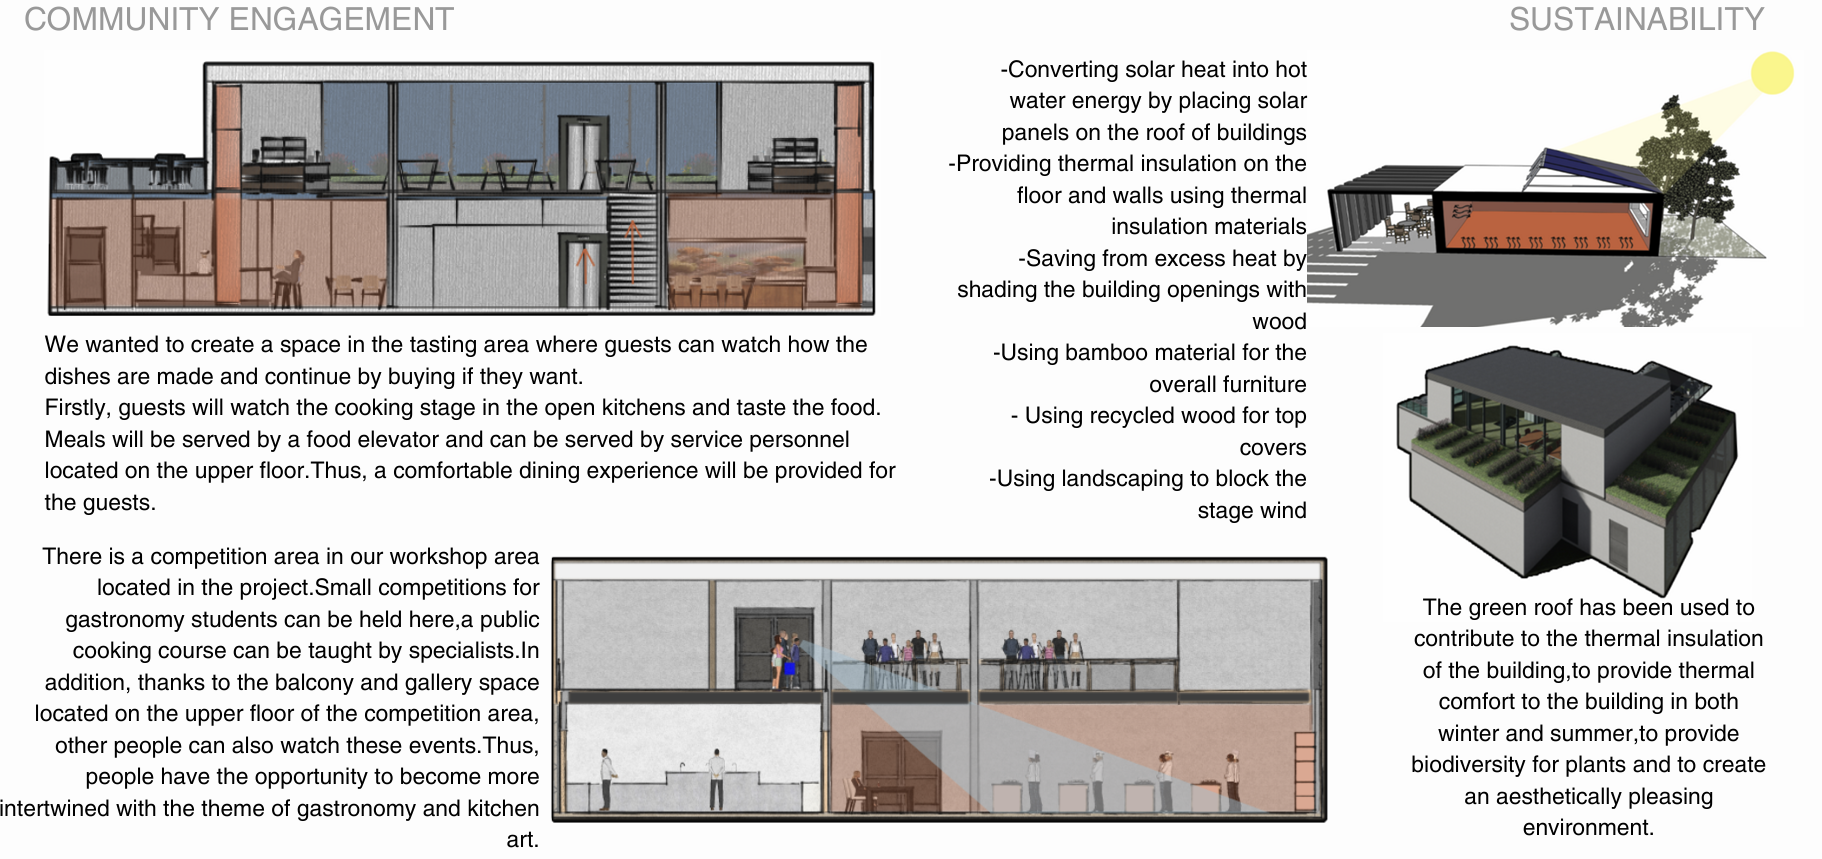 COMMUNITY ENGAGEMENT
SUSTAINABILITY
We wanted to create a space in the tasting area where guests can watch how the
dishes are made and continue by buying if they want.
Firstly, guests will watch the cooking stage in the open kitchens and taste the food.
Meals will be served by a food elevator and can be served by service personnel
located on the upper floor.Thus, a comfortable dining experience will be provided for
the guests.
There is a competition area in our workshop area
located in the project.Small competitions for
gastronomy students can be held here,a public
cooking course can be taught by specialists.In
addition, thanks to the balcony and gallery space
located on the upper floor of the competition area,
other people can also watch these events.Thus,
people have the opportunity to become more
intertwined with the theme of gastronomy and kitchen
art.
-Converting solar heat into hot
water energy by placing solar
panels on the roof of buildings
-Providing thermal insulation on the
floor and walls using thermal
insulation materials
-Saving from excess heat by
shading the building openings with
wood
-Using bamboo material for the
overall furniture
- Using recycled wood for top
covers
-Using landscaping to block the
stage wind
The green roof has been used to
contribute to the thermal insulation
of the building,to provide thermal
comfort to the building in both
winter and summer,to provide
biodiversity for plants and to create
an aesthetically pleasing
environment.